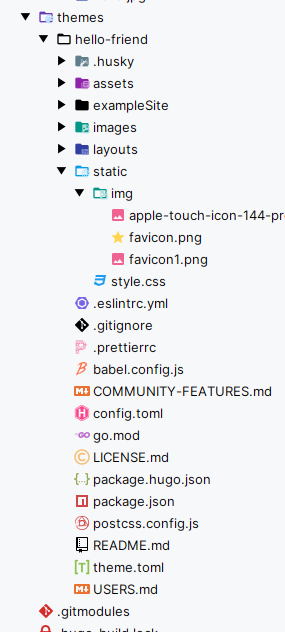 themes
hello-friend
.husky
assets
exampleSite
images
layouts
static
img
apple-touch-icon-144-pr
favicon.png
favicon1.png
style.css
.eslintrc.yml
.gitignore
.prettierrc
babel.config.js
COMMUNITY-FEATURES.md
config.toml
go.mod
LICENSE.md
package.hugo.json
package.json
postcss.config.js
README.md
theme.toml
USERS.md
.gitmodules
.hugo_build.lock